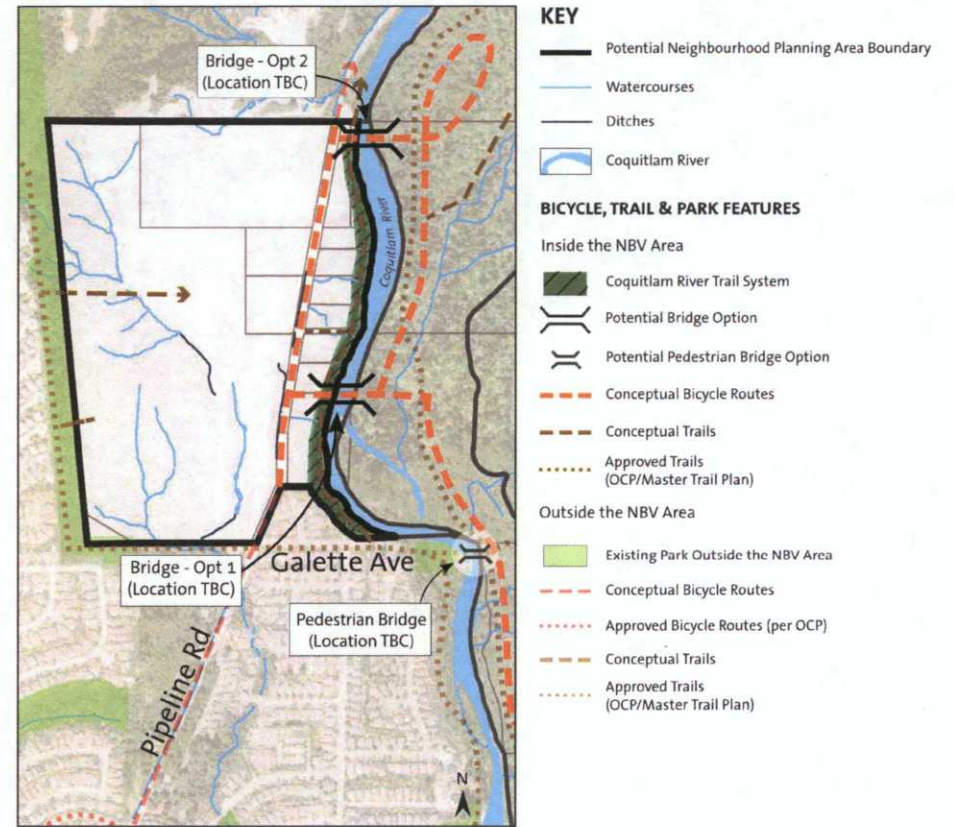 Bridge - Opt 2
(Location TBC)
Coquitlam River
Bridge - Opt 1
(Location TBC)
Galette Ave
Pedestrian Bridge
(Location TBC)
Pipeline Rd
N
KEY
Potential Neighbourhood Planning Area Boundary
Watercourses
Ditches
Coquitlam River
BICYCLE, TRAIL & PARK FEATURES
Inside the NBV Area
Coquitlam River Trail System
Potential Bridge Option
Potential Pedestrian Bridge Option
Conceptual Bicycle Routes
Conceptual Trails
Approved Trails
(OCP/Master Trail Plan)
Outside the NBV Area
Existing Park Outside the NBV Area
Conceptual Bicycle Routes
Approved Bicycle Routes (per OCP)
Conceptual Trails
Approved Trails
(OCP/Master Trail Plan)